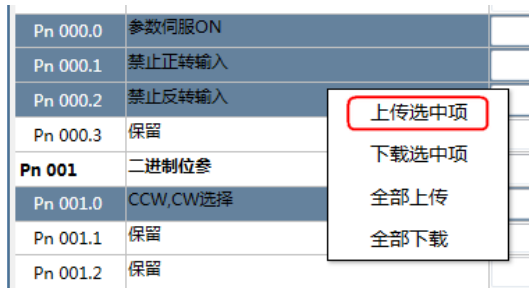 Pn 000.0 参数伺服ON
Pn 000.1 禁止正转输入
Pn 000.2 禁止反转输入
上传选中项
Pn 000.3 保留
下载选中项
Pn 001 二进制位参
Pn 001.0 CCW,CW选择
全部上传
Pn 001.1 保留
全部下载
Pn 001.2 保留